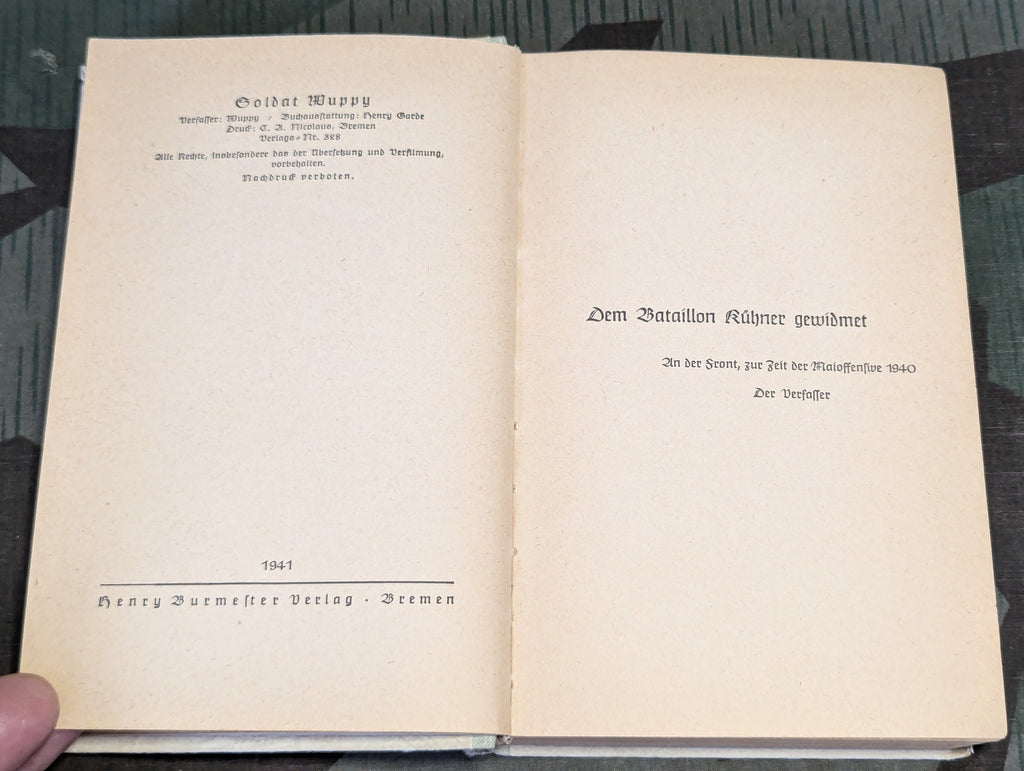 Soldat Wuppy
Verfasser: Wuppy / Buchausstattung: Henry Garde
Druck: C. A. Nicolaus, Bremen
Verlags-Nr. 328
Alle Rechte, insbesondere das der Übersetzung und Verfilmung,
vorbehalten.
Nachdruck verboten.
1941
Henry Burmester Verlag · Bremen
Dem Bataillon Kühner gewidmet
An der Front, zur Zeit der Maioffensive 1940
Der Verfasser